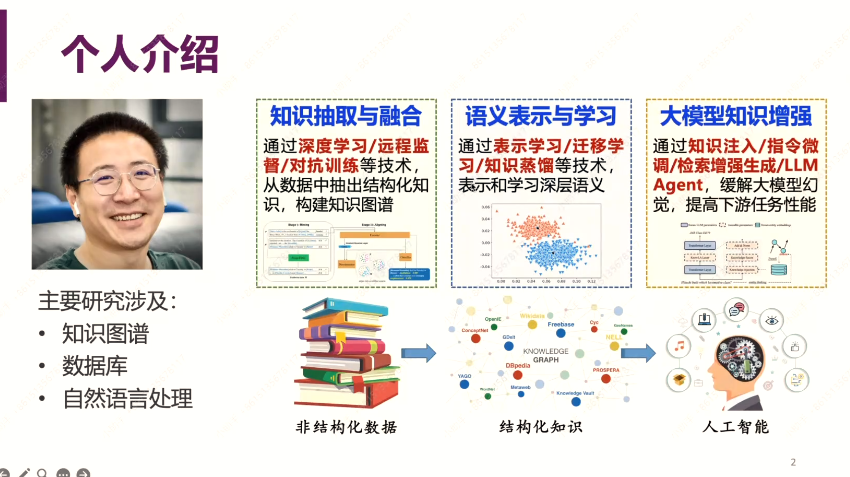 个人介绍
主要研究涉及：
• 知识图谱
• 数据库
• 自然语言处理
知识抽取与融合
通过深度学习/远程监
督/对抗训练等技术，
从数据中抽出结构化知
识，构建知识图谱
语义表示与学习
通过表示学习/迁移学
习/知识蒸馏等技术，
表示和学习深层语义
大模型知识增强
通过知识注入/指令微
调/检索增强生成/LLM
Agent，缓解大模型幻
觉，提高下游任务性能
OpenIE
Wikidata
Freebase
Cyc
ConceptNet
GDelt
NELL
KNOWLEDGE
GRAPH
DBpedia
PROSPERA
YAGO
Metaweb
Knowledge Vault
非结构化数据
结构化知识
人工智能
2